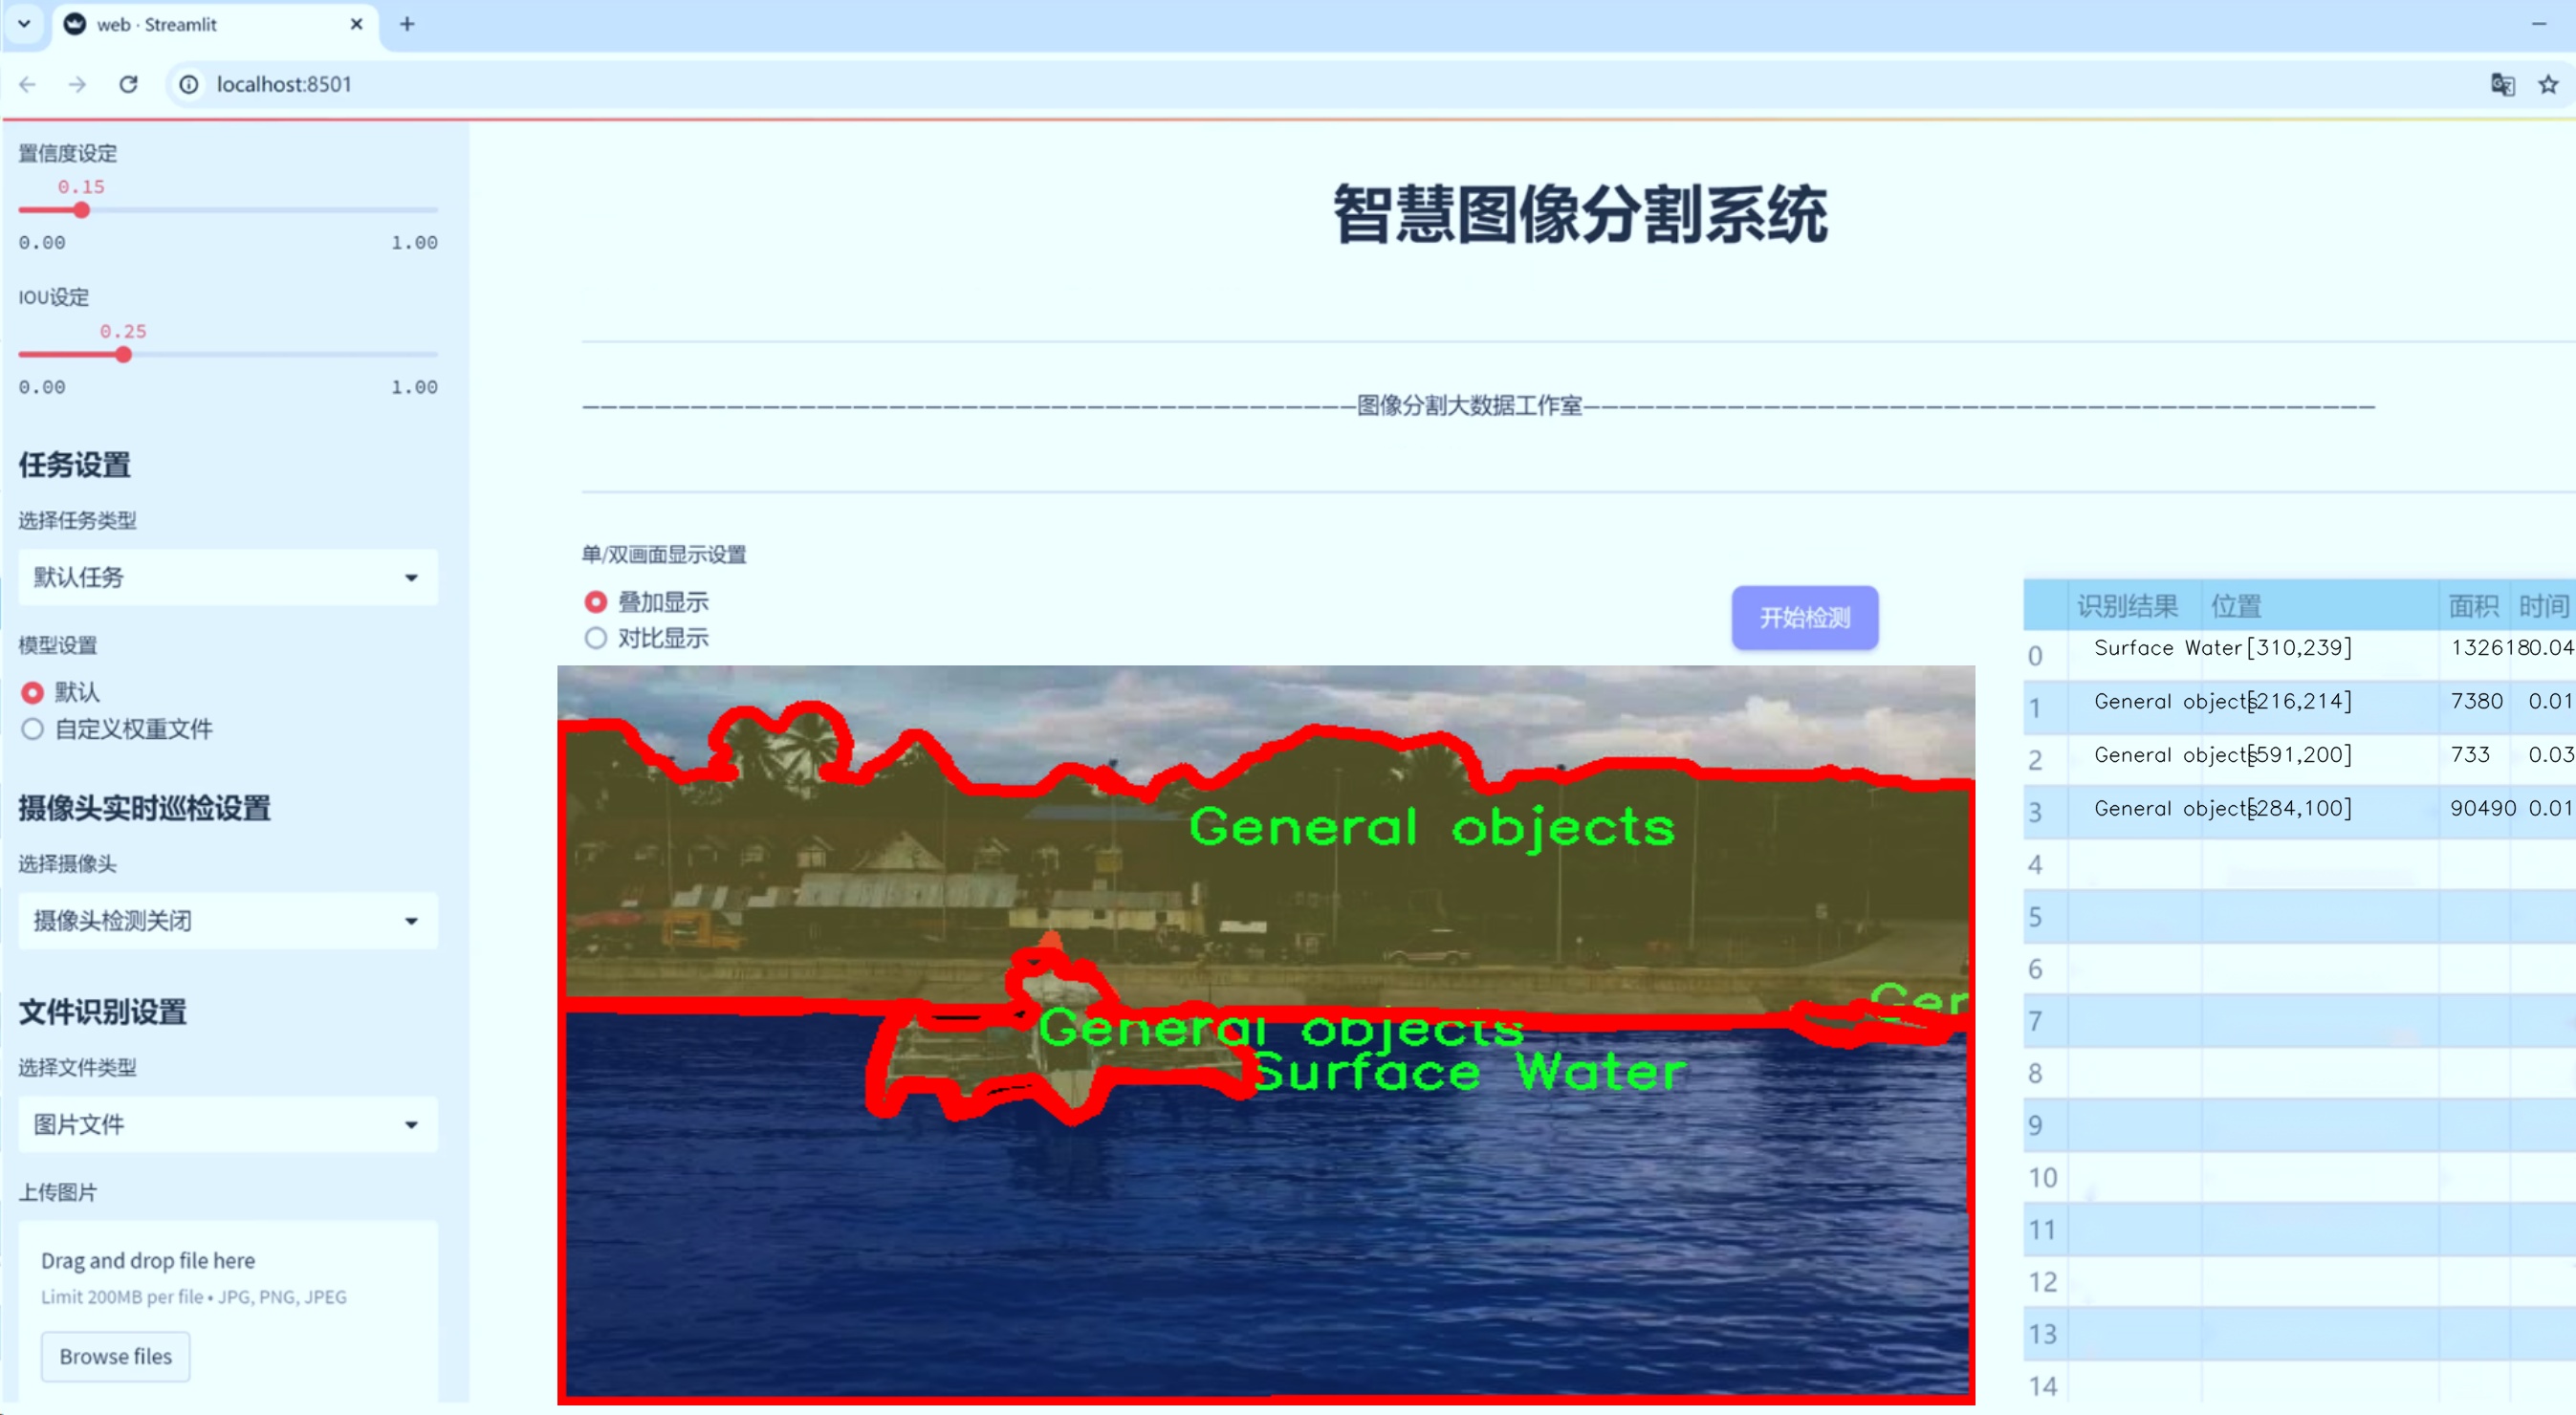 web · Streamlit
localhost:8501
置信度设定
0.15
0.00 1.00
IOU设定
0.25
0.00 1.00
任务设置
选择任务类型
默认任务
模型设置
默认
自定义权重文件
摄像头实时巡检设置
选择摄像头
摄像头检测关闭
文件识别设置
选择文件类型
图片文件
上传图片
Drag and drop file here
Limit 200MB per file • JPG, PNG, JPEG
Browse files
智慧图像分割系统
———————————————————————————————————————————图像分割大数据工作室————————————————————————————————————————————
单/双画面显示设置
叠加显示
对比显示
开始检测
General objects
Ger
General objects
Surface Water
识别结果 位置 面积 时间
0 Surface Water [310,239] 132618 0.04
1 General objects [216,214] 7380 0.01
2 General objects [591,200] 733 0.03
3 General objects [284,100] 90490 0.01
4
5
6
7
8
9
10
11
12
13
14